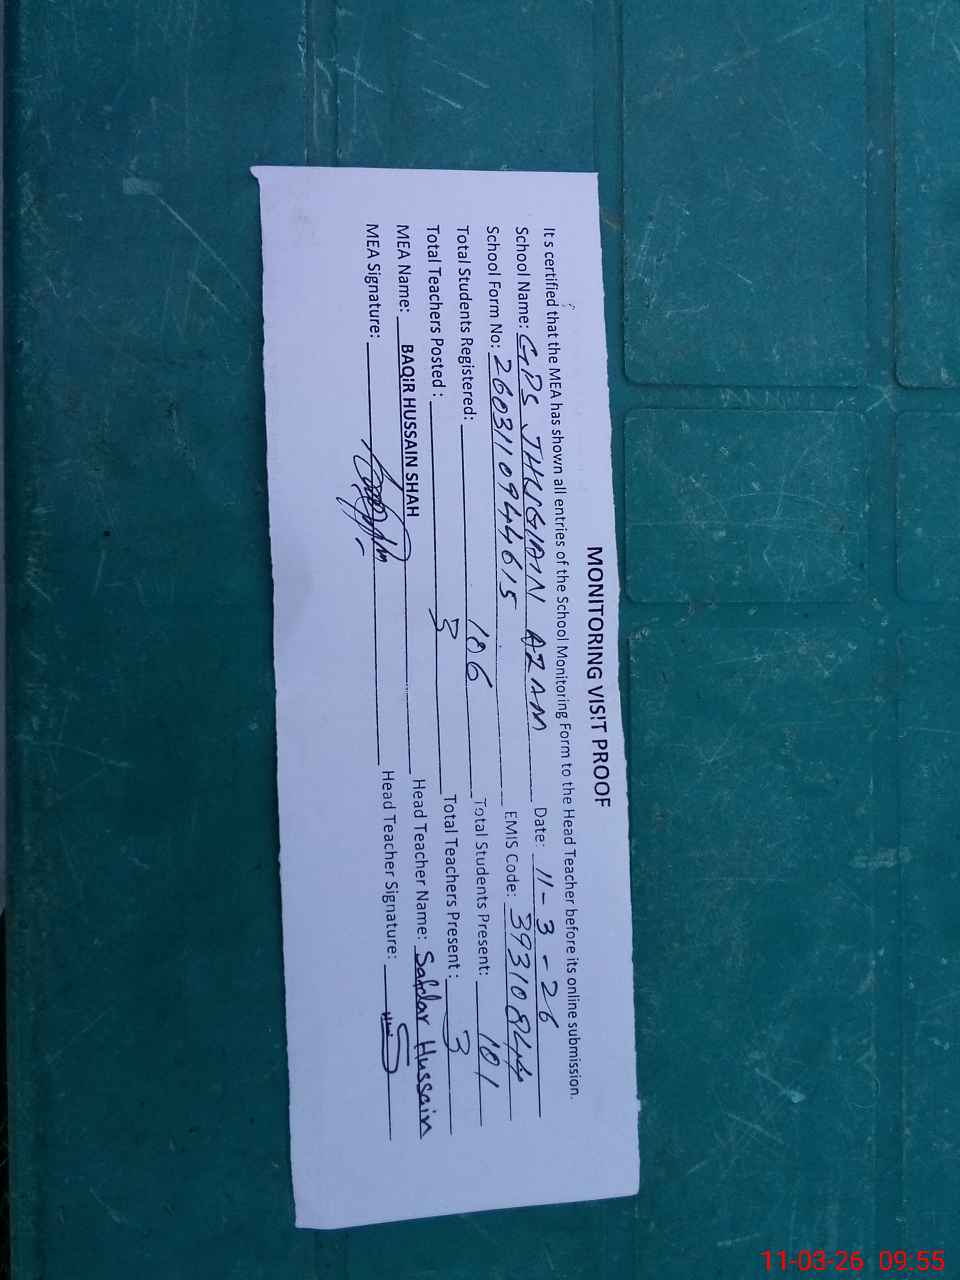 MONITORING VISIT PROOF
It s certified that the MEA has shown all entries of the School Monitoring Form to the Head Teacher before its online submission.
School Name: GPS THUGIAIN AZAM Date: 11-3-26
School Form No: 260311094461S EMIS Code: 39310844
Total Students Registered: 106 Total Students Present: 101
Total Teachers Posted : 3 Total Teachers Present : 3
MEA Name: BAQIR HUSSAIN SHAH Head Teacher Name: Safdar Hussain
MEA Signature: Head Teacher Signature:
11-03-26 09:55